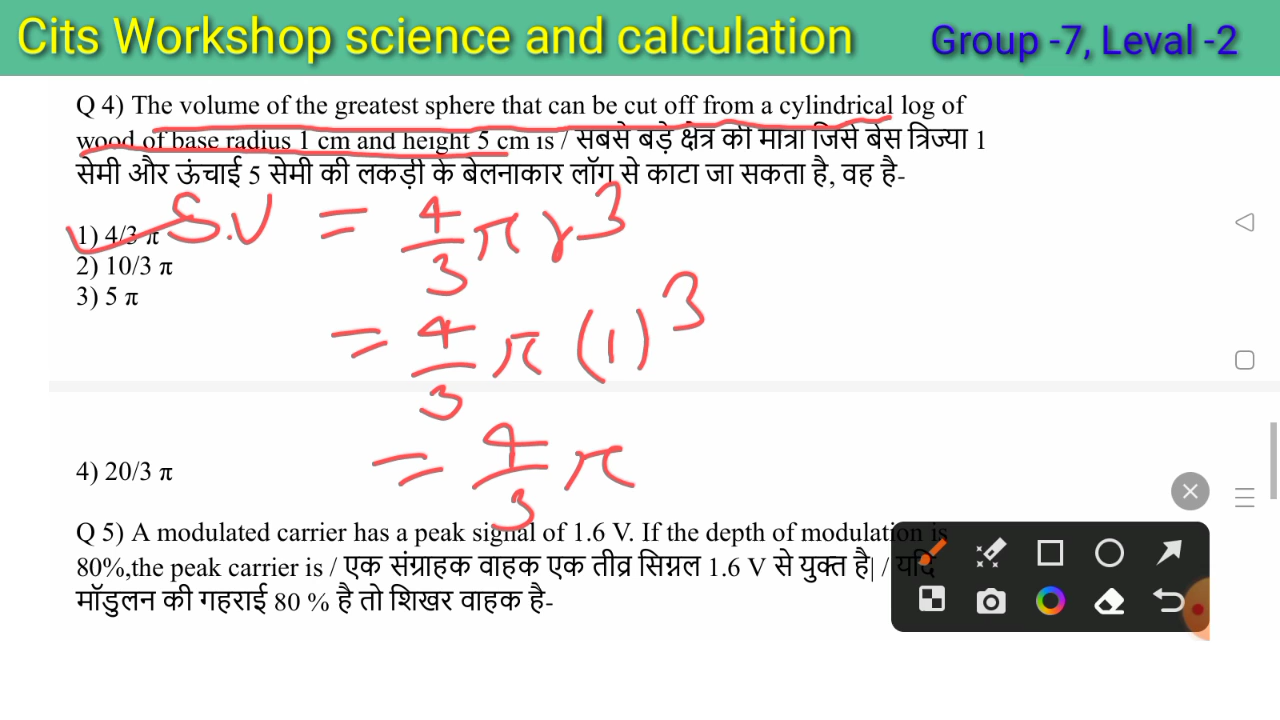 Cits Workshop science and calculation Group -7, Leval -2
Q 4) The volume of the greatest sphere that can be cut off from a cylindrical log of
wood of base radius 1 cm and height 5 cm is / सबसे बड़े क्षेत्र की मात्रा जिसे बेस त्रिज्या 1
सेमी और ऊंचाई 5 सेमी की लकड़ी के बेलनाकार लॉग से काटा जा सकता है, वह है-
S.V = 4/3 π r3
1) 4/3 π
2) 10/3 π
3) 5 π
= 4/3 π (1)3
= 4/3 π
4) 20/3 π
Q 5) A modulated carrier has a peak signal of 1.6 V. If the depth of modulation is
80%,the peak carrier is / एक संग्राहक वाहक एक तीव्र सिग्नल 1.6 V से युक्त है| / यदि
मॉडुलन की गहराई 80 % है तो शिखर वाहक है-